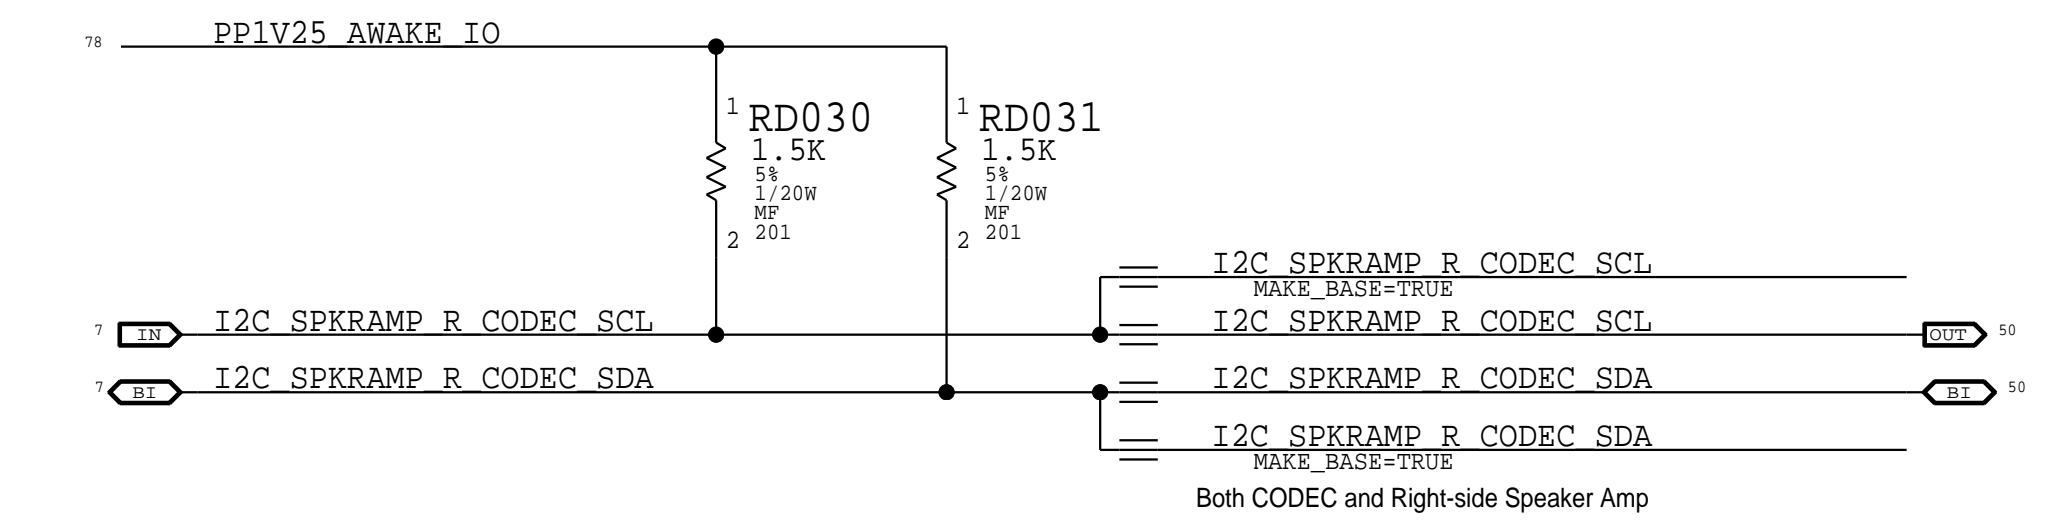 78 PP1V25_AWAKE_IO
1 RD030
1.5K
5%
1/20W
MF
201
2
1 RD031
1.5K
5%
1/20W
MF
201
2
I2C_SPKRAMP_R_CODEC_SCL
MAKE_BASE=TRUE
7 IN I2C_SPKRAMP_R_CODEC_SCL I2C_SPKRAMP_R_CODEC_SCL OUT 50
7 BI I2C_SPKRAMP_R_CODEC_SDA I2C_SPKRAMP_R_CODEC_SDA BI 50
I2C_SPKRAMP_R_CODEC_SDA
MAKE_BASE=TRUE
Both CODEC and Right-side Speaker Amp